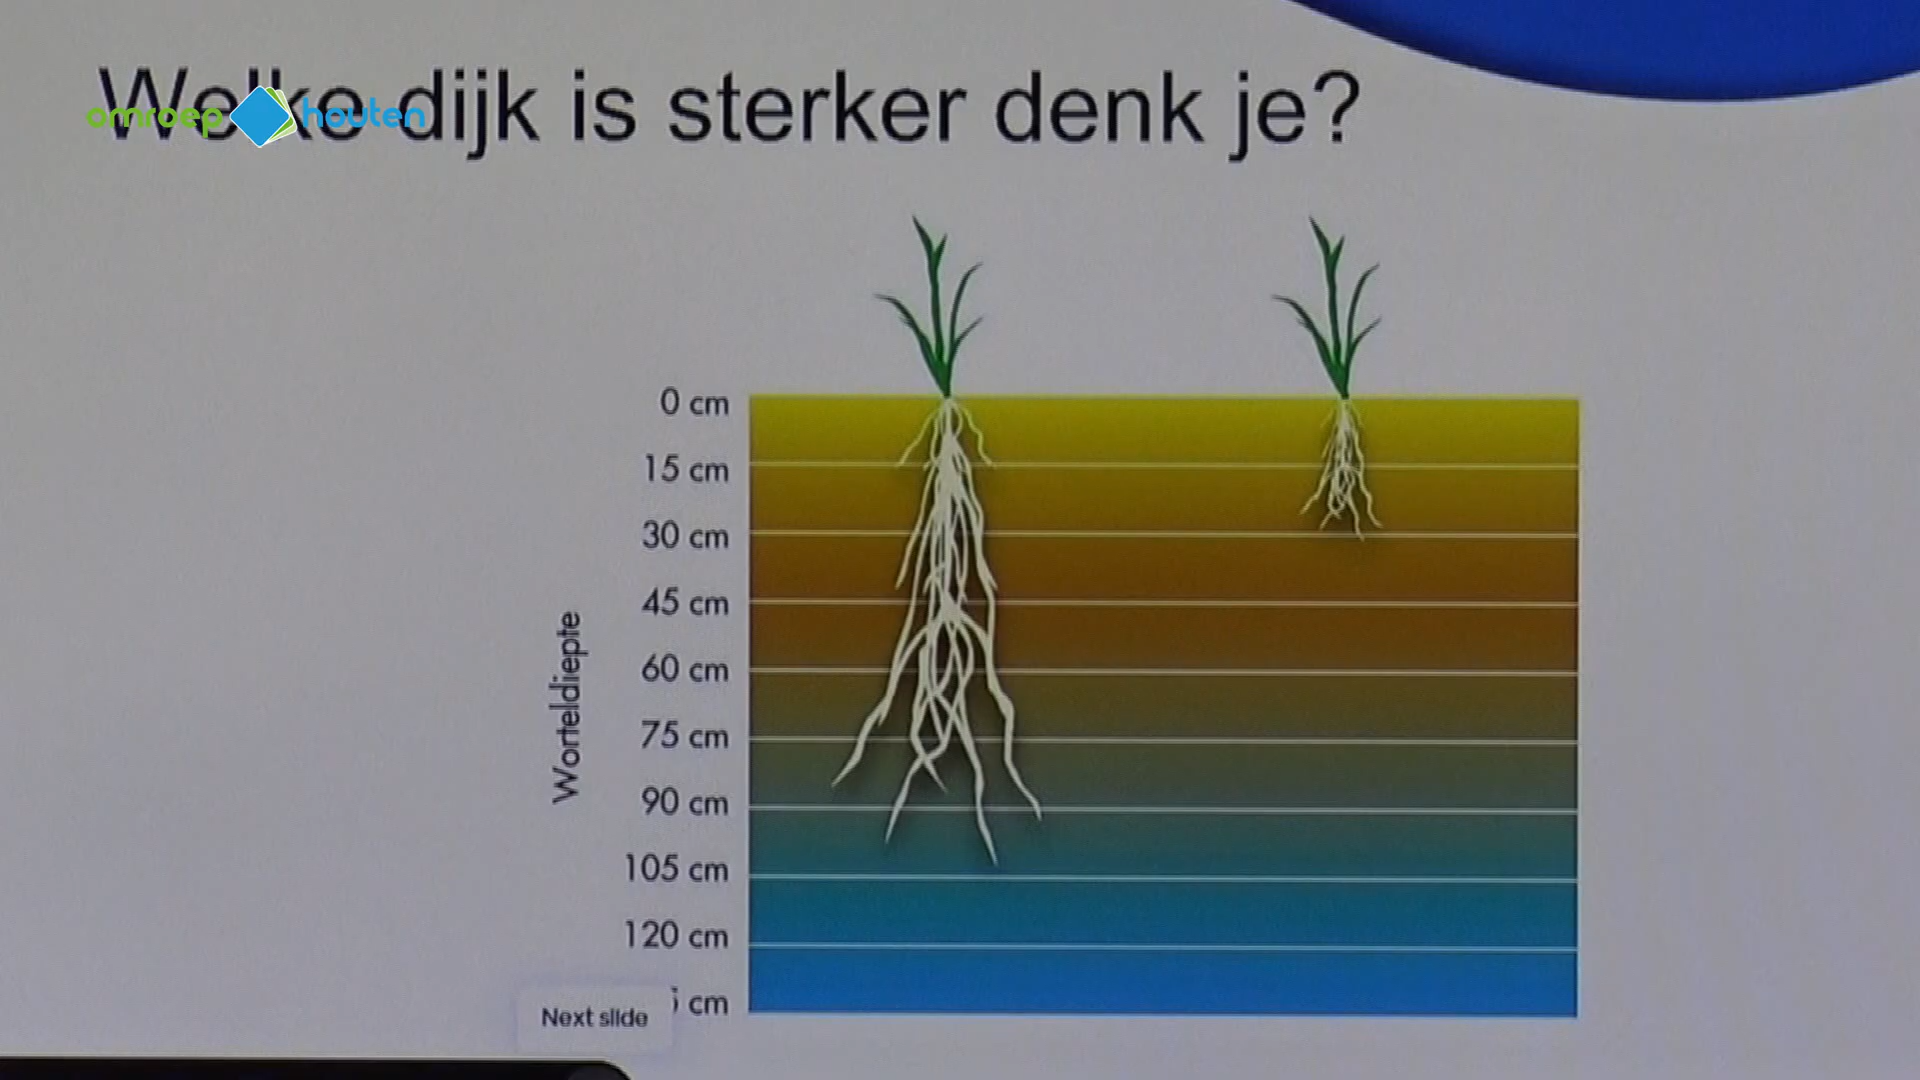 Welke dijk is sterker denk je?
omroep houten
0 cm
15 cm
30 cm
45 cm
60 cm
75 cm
90 cm
105 cm
120 cm
cm
Worteldiepte
Next slide